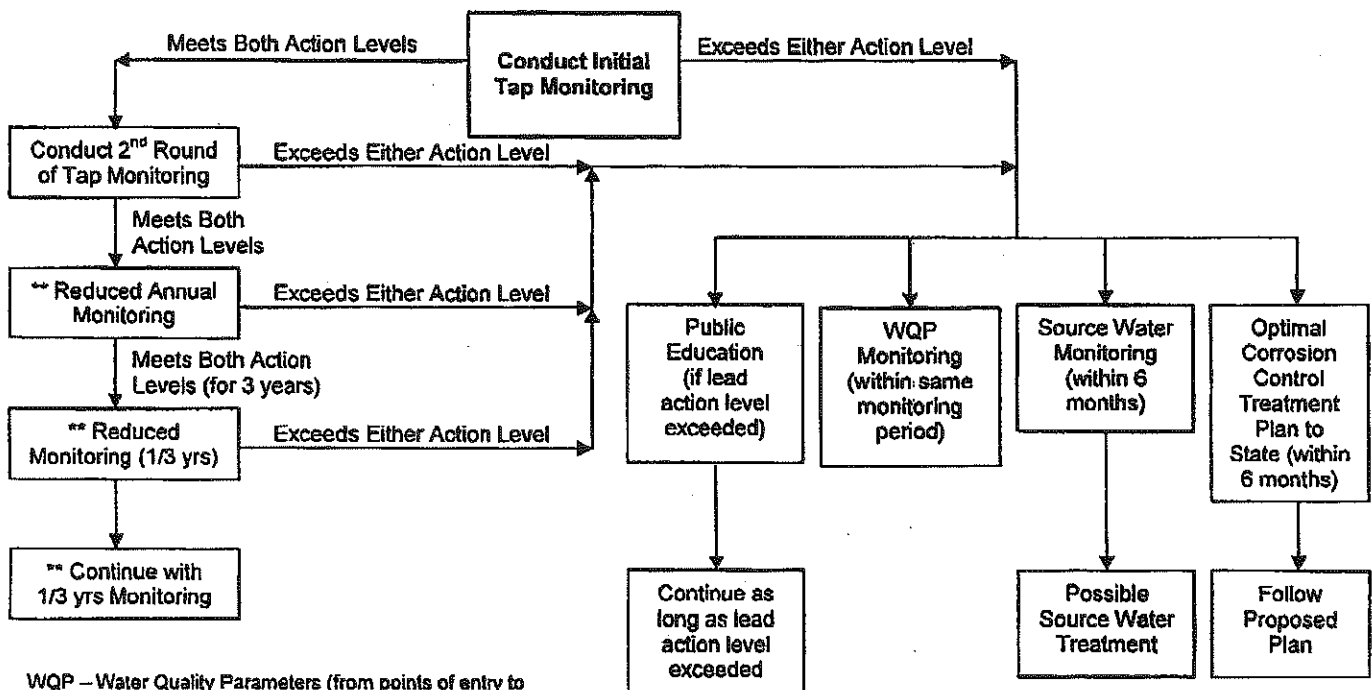 Meets Both Action Levels
Conduct Initial
Tap Monitoring
Exceeds Either Action Level
Conduct 2nd Round
of Tap Monitoring
Exceeds Either Action Level
Meets Both
Action Levels
** Reduced Annual
Monitoring
Exceeds Either Action Level
Meets Both Action
Levels (for 3 years)
** Reduced
Monitoring (1/3 yrs)
Exceeds Either Action Level
** Continue with
1/3 yrs Monitoring
Public
Education
(if lead
action level
exceeded)
WQP
Monitoring
(within same
monitoring
period)
Source Water
Monitoring
(within 6
months)
Optimal
Corrosion
Control
Treatment
Plan to
State (within
6 months)
Continue as
long as lead
action level
exceeded
Possible
Source Water
Treatment
Follow
Proposed
Plan
WQP – Water Quality Parameters (from points of entry to